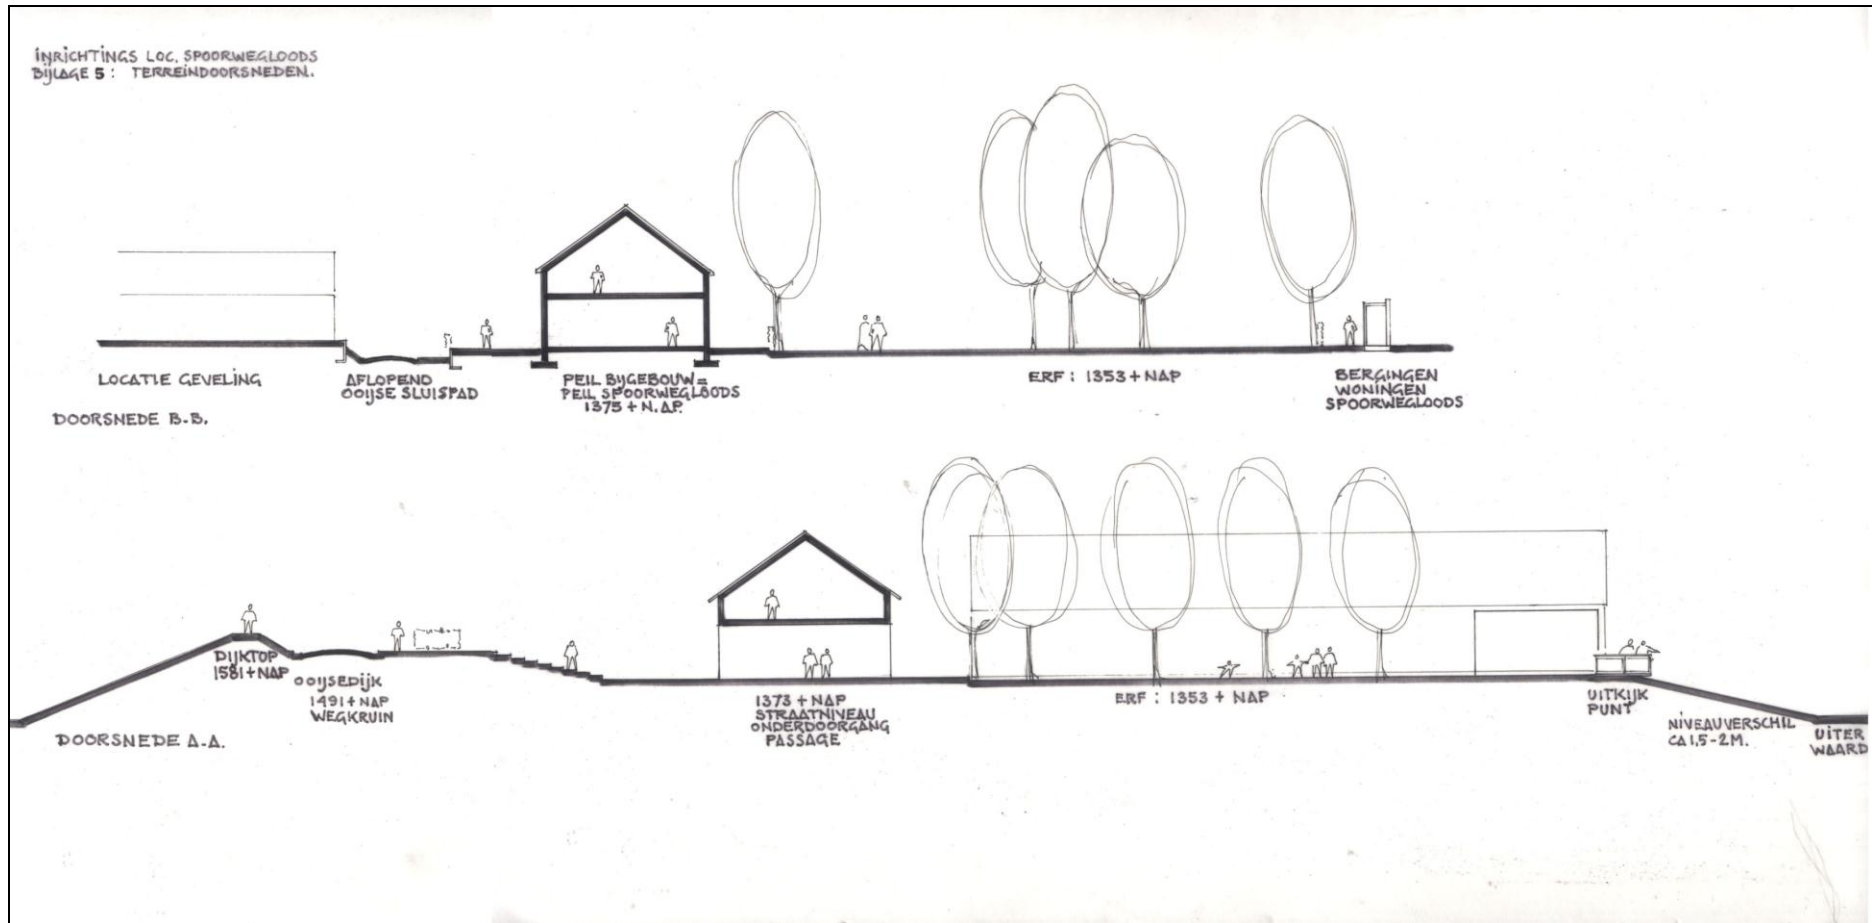 INRICHTINGS LOC. SPOORWEGLOODS
BIJLAGE 5: TERREINDOORSNEDEN.
LOCATIE GEVELING
AFLOPEND
OOIJSE SLUISPAD
PEIL BIJGEBOUW =
PEIL SPOORWEGLOODS
1375 + N.A.P.
ERF: 1353 + NAP
BERGINGEN
WONINGEN
SPOORWEGLOODS
DOORSNEDE B-B.
DIJKTOP
1581 + NAP
OOIJSEDIJK
1491 + NAP
WEGKRUIN
1373 + NAP
STRAATNIVEAU
ONDERDOORGANG
PASSAGE
ERF: 1353 + NAP
UITKIJK
PUNT
NIVEAUVERSCHIL
CA 1,5-2M.
UITER
WAARD
DOORSNEDE A-A.